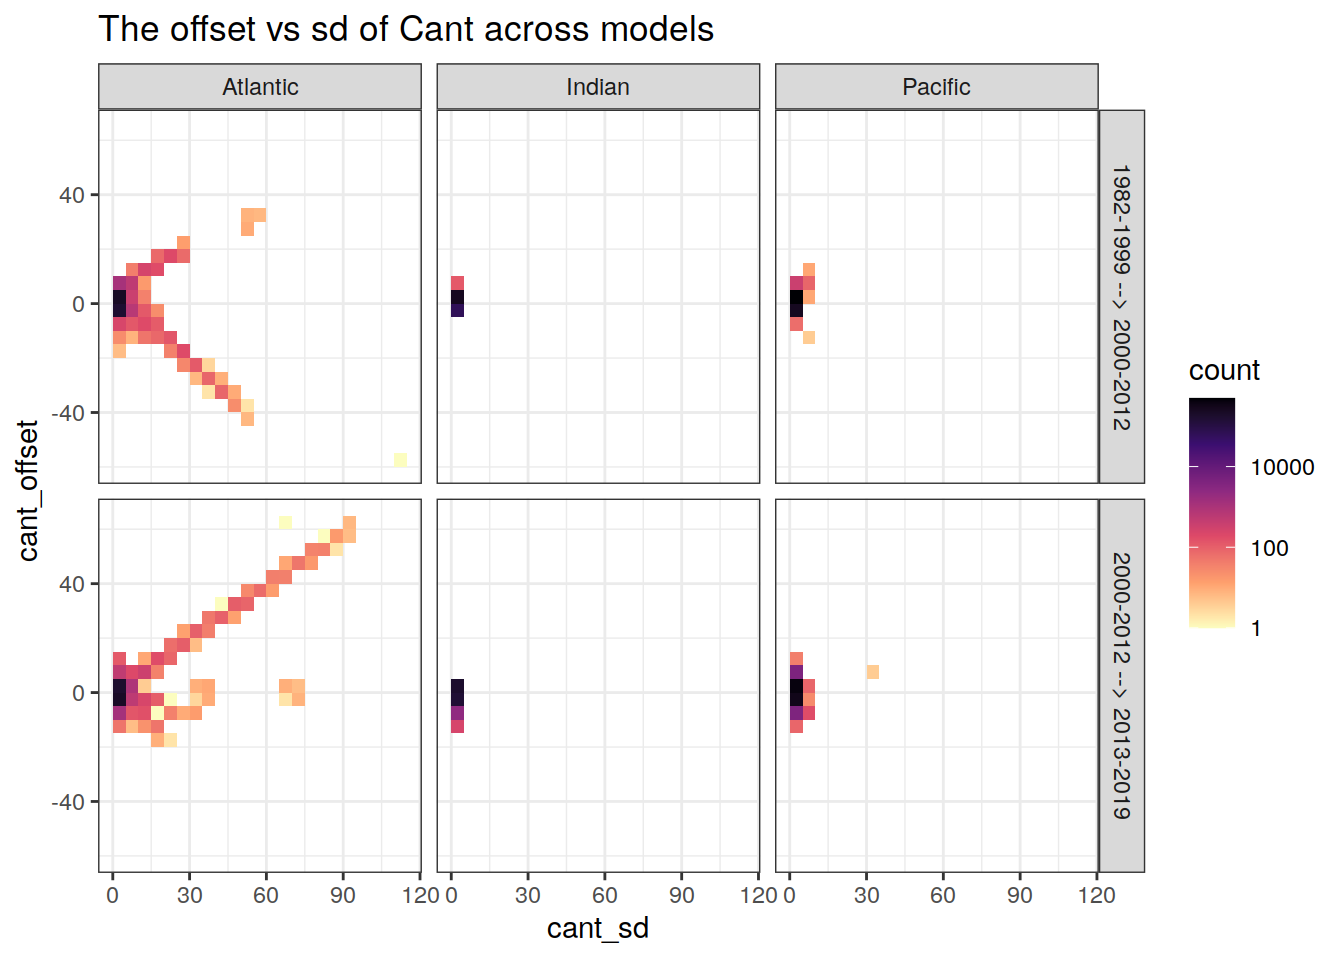 The offset vs sd of Cant across models
Atlantic
Indian
Pacific
1982-1999 --> 2000-2012
2000-2012 --> 2013-2019
cant_offset
40
0
-40
40
0
-40
0 30 60 90 120
0 30 60 90 120
0 30 60 90 120
cant_sd
count
10000
100
1